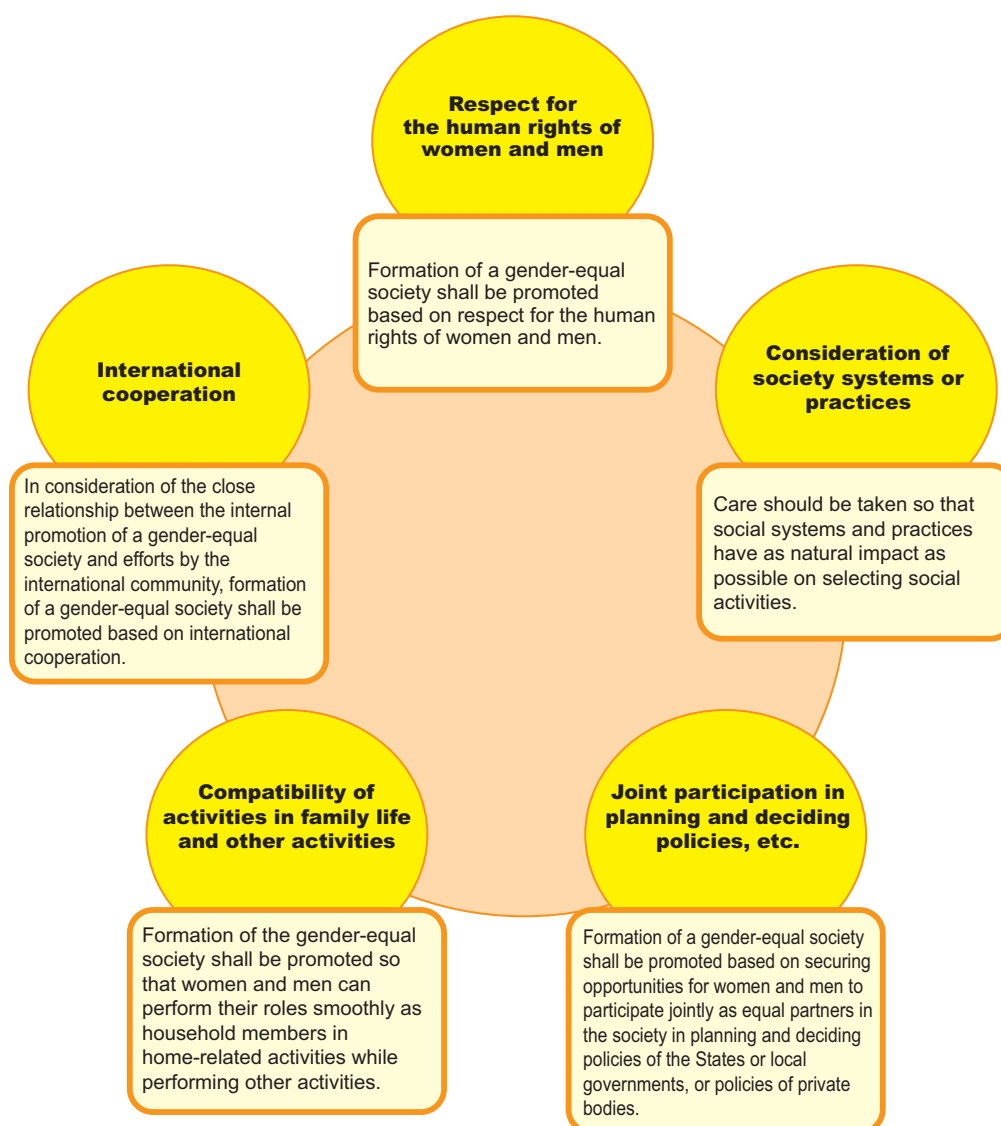 Respect for
the human rights of
women and men
Formation of a gender-equal
society shall be promoted
based on respect for the human
rights of women and men.
International
cooperation
In consideration of the close
relationship between the internal
promotion of a gender-equal
society and efforts by the
international community, formation
of a gender-equal society shall be
promoted based on international
cooperation.
Consideration of
society systems or
practices
Care should be taken so that
social systems and practices
have as natural impact as
possible on selecting social
activities.
Compatibility of
activities in family life
and other activities
Formation of the gender-equal
society shall be promoted so
that women and men can
perform their roles smoothly as
household members in
home-related activities while
performing other activities.
Joint participation in
planning and deciding
policies, etc.
Formation of a gender-equal society
shall be promoted based on securing
opportunities for women and men to
participate jointly as equal partners in
the society in planning and deciding
policies of the States or local
governments, or policies of private
bodies.